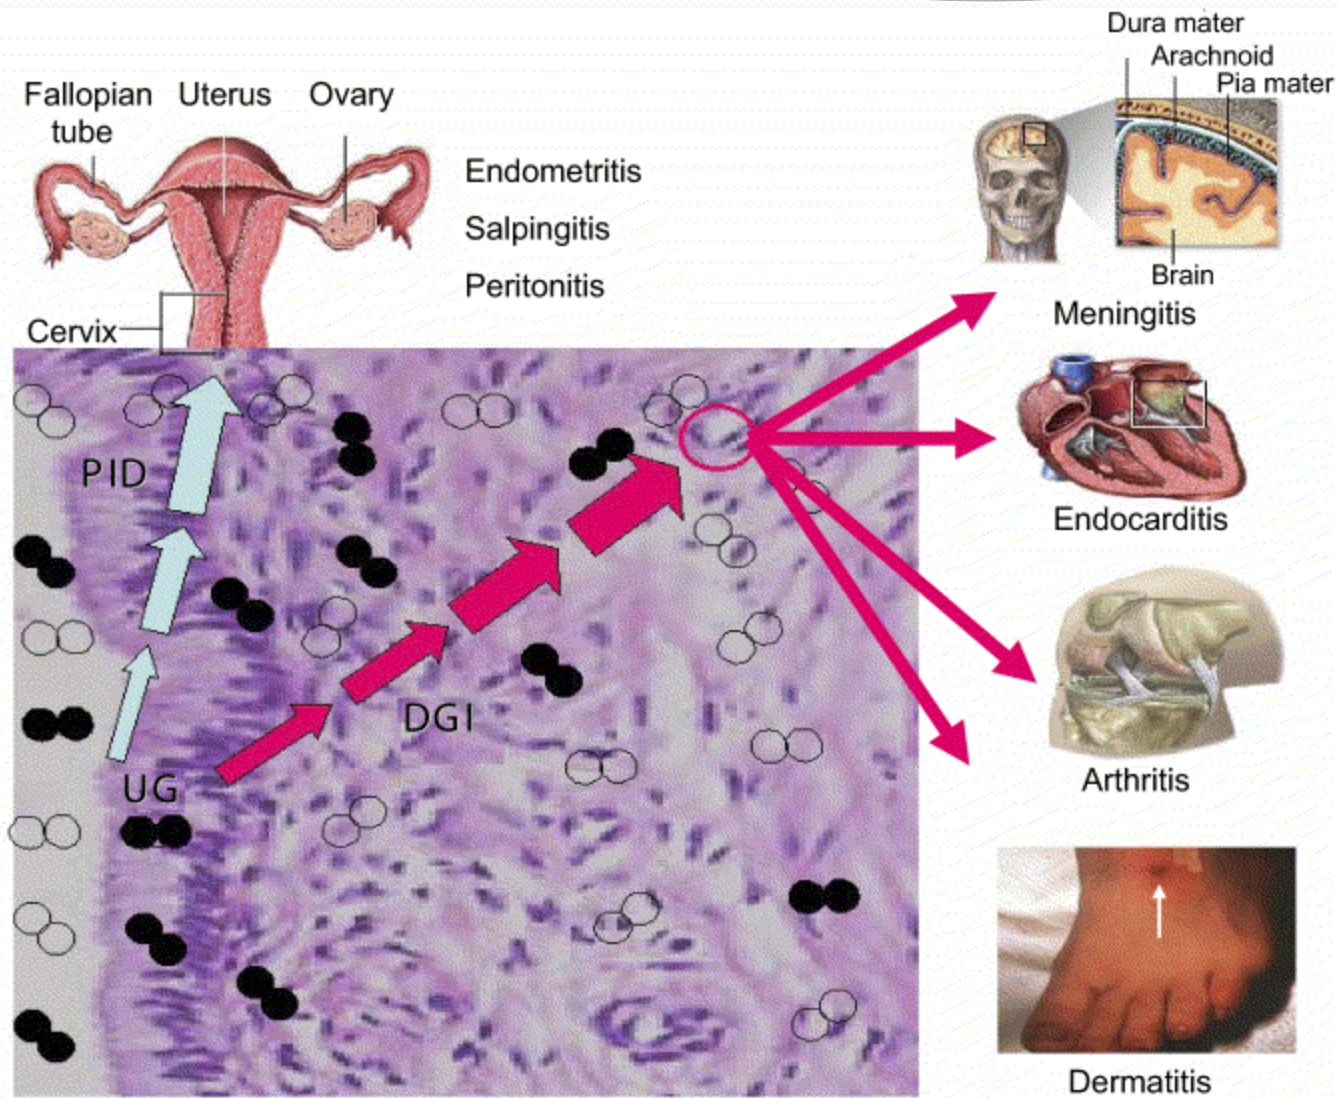 Fallopian tube
Uterus
Ovary
Cervix
Endometritis
Salpingitis
Peritonitis
Dura mater
Arachnoid
Pia mater
Brain
Meningitis
Endocarditis
Arthritis
Dermatitis
PID
DGI
UG